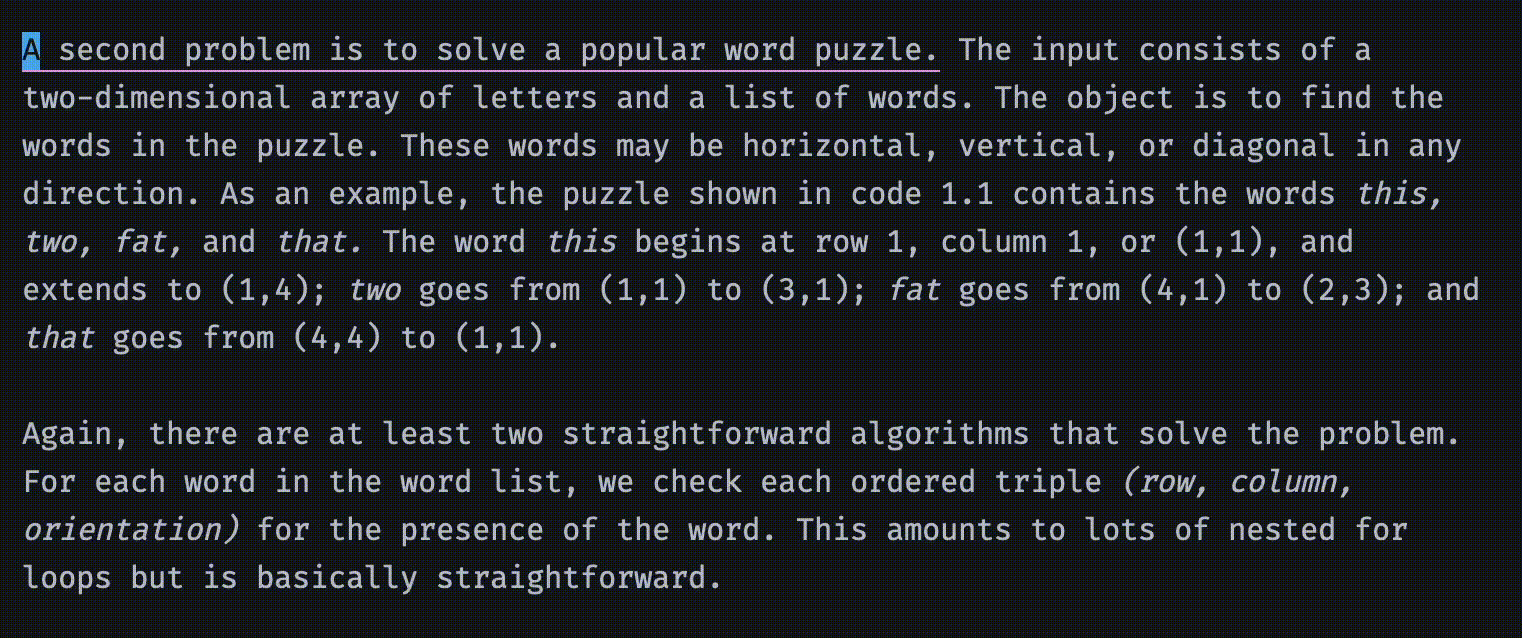 A second problem is to solve a popular word puzzle. The input consists of a
two-dimensional array of letters and a list of words. The object is to find the
words in the puzzle. These words may be horizontal, vertical, or diagonal in any
direction. As an example, the puzzle shown in code 1.1 contains the words this,
two, fat, and that. The word this begins at row 1, column 1, or (1,1), and
extends to (1,4); two goes from (1,1) to (3,1); fat goes from (4,1) to (2,3); and
that goes from (4,4) to (1,1).
Again, there are at least two straightforward algorithms that solve the problem.
For each word in the word list, we check each ordered triple (row, column,
orientation) for the presence of the word. This amounts to lots of nested for
loops but is basically straightforward.